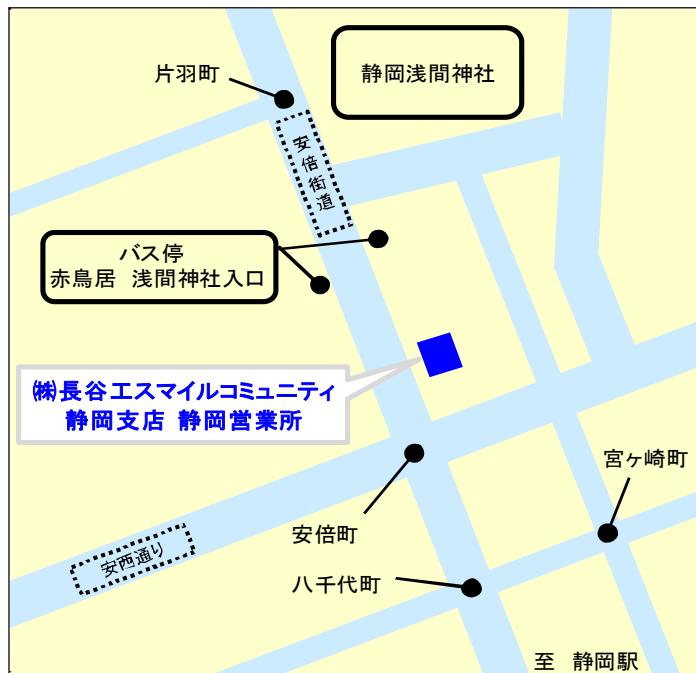 静岡浅間神社
片羽町
安倍街道
バス停
赤鳥居 浅間神社入口
㈱長谷工スマイルコミュニティ
静岡支店 静岡営業所
宮ヶ崎町
安倍町
安西通り
八千代町
至 静岡駅